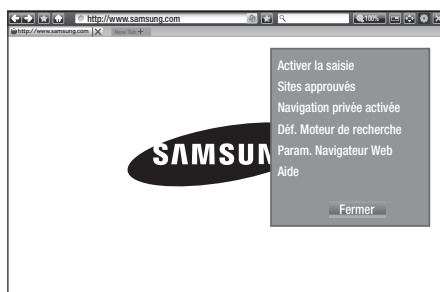 http://www.samsung.com
100%
http://www.samsung.com
New Tab +
Activer la saisie
Sites approuvés
Navigation privée activée
Déf. Moteur de recherche
Param. Navigateur Web
Aide
SAMSUN
Fermer